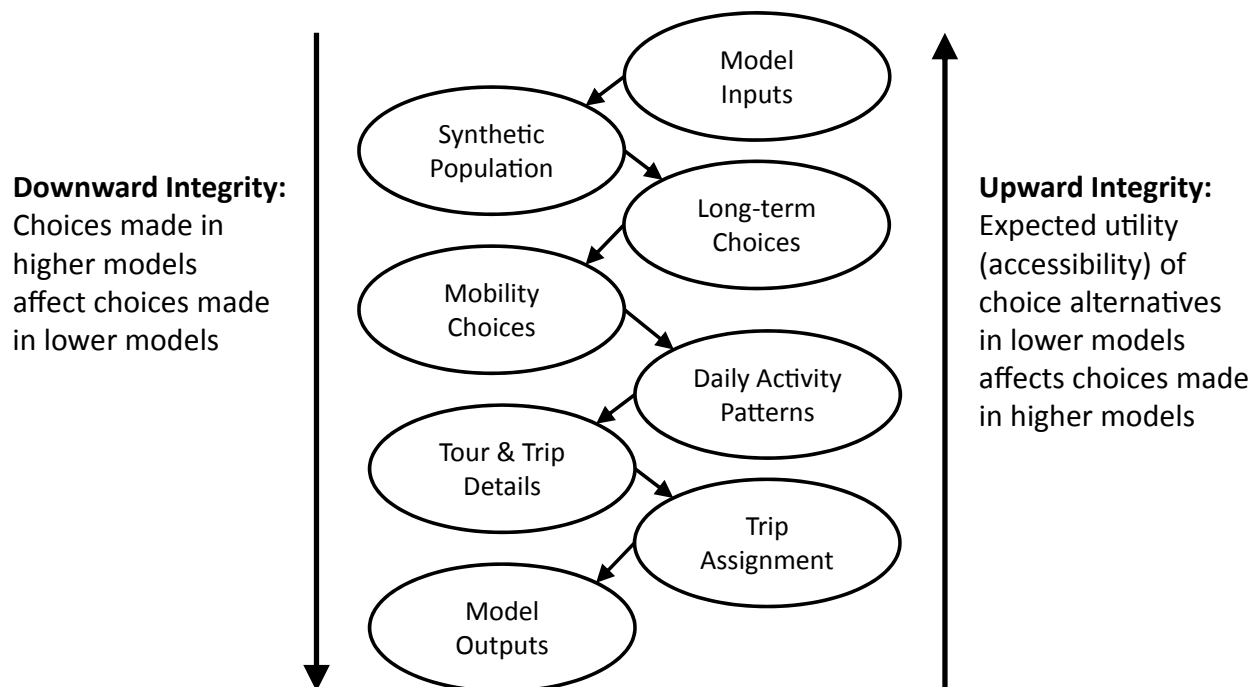 Model
Inputs
Synthetic
Population
Downward Integrity:
Choices made in
higher models
affect choices made
in lower models
Long-term
Choices
Upward Integrity:
Expected utility
(accessibility) of
choice alternatives
in lower models
affects choices made
in higher models
Mobility
Choices
Daily Activity
Patterns
Tour & Trip
Details
Trip
Assignment
Model
Outputs